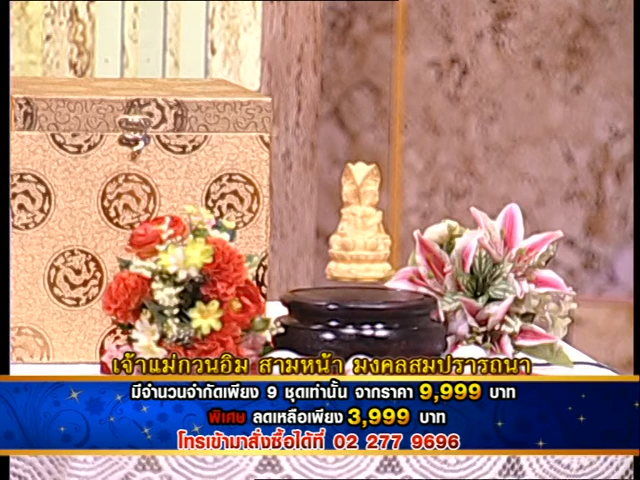 เจ้าแม่กวนอิม สามหน้า มงคลสมปรารถนา
มีจำนวนจำกัดเพียง 9 ชุดเท่านั้น จากราคา 9,999 บาท
พิเศษ ลดเหลือเพียง 3,999 บาท
โทรเข้ามาสั่งซื้อได้ที่ 02 277 9696